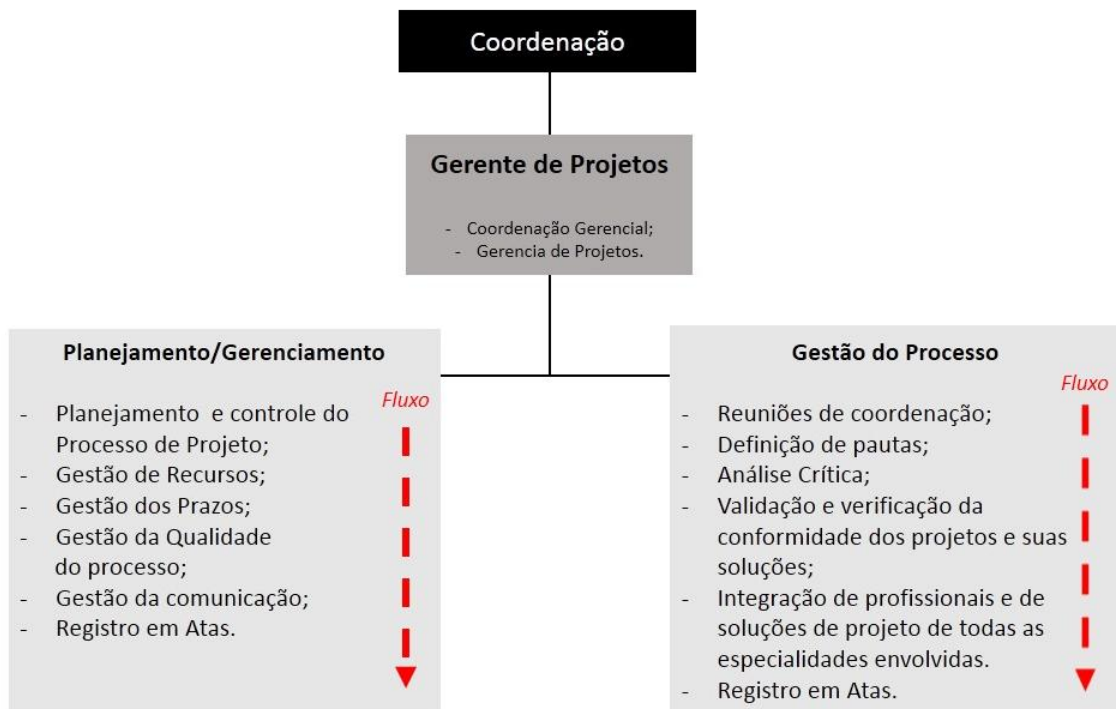 Coordenação
Gerente de Projetos
- Coordenação Gerencial;
- Gerencia de Projetos.
Planejamento/Gerenciamento
Fluxo
- Planejamento e controle do
Processo de Projeto;
- Gestão de Recursos;
- Gestão dos Prazos;
- Gestão da Qualidade
do processo;
- Gestão da comunicação;
- Registro em Atas.
Gestão do Processo
Fluxo
- Reuniões de coordenação;
- Definição de pautas;
- Análise Crítica;
- Validação e verificação da
conformidade dos projetos e suas
soluções;
- Integração de profissionais e de
soluções de projeto de todas as
especialidades envolvidas.
- Registro em Atas.